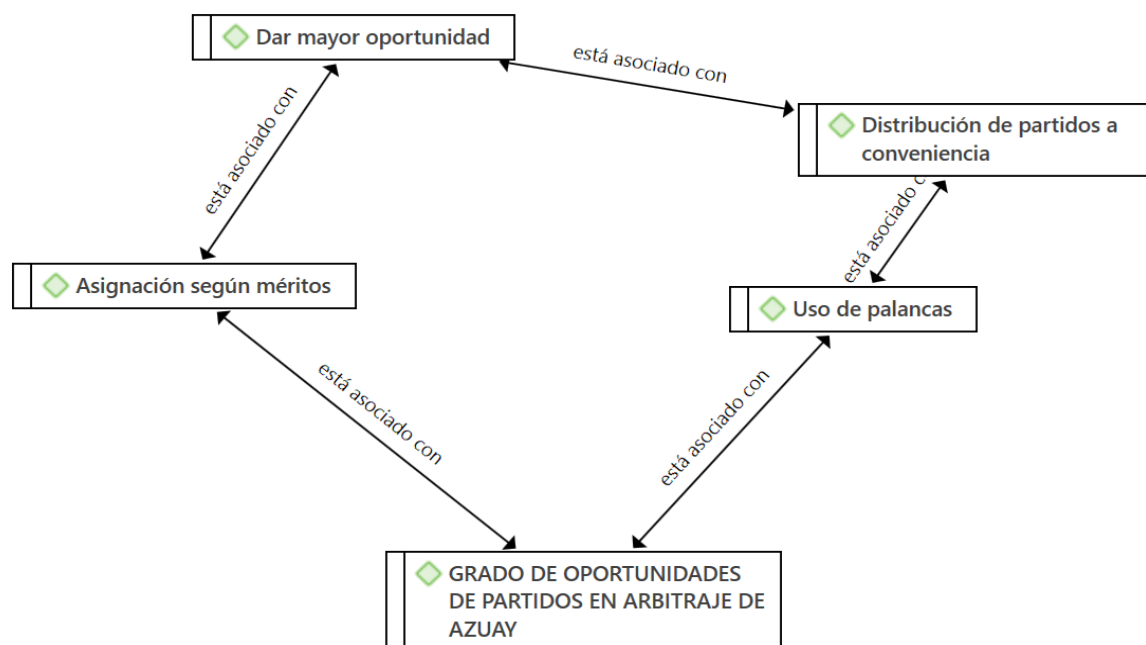 Dar mayor oportunidad
está asociado con
Distribución de partidos a
conveniencia
está asociado con
está asociado co
Asignación según méritos
Uso de palancas
está asociado con
está asociado con
GRADO DE OPORTUNIDADES
DE PARTIDOS EN ARBITRAJE DE
AZUAY